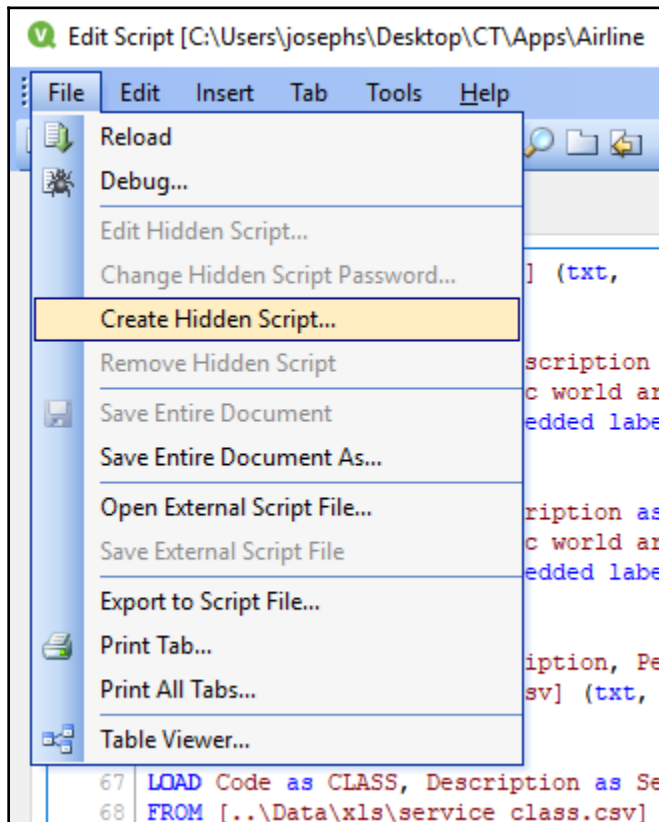 Edit Script [C:\Users\josephs\Desktop\CT\Apps\Airline
File Edit Insert Tab Tools Help
Reload
Debug...
Edit Hidden Script...
] (txt,
Change Hidden Script Password...
Create Hidden Script...
Remove Hidden Script
scription
c world ar
Save Entire Document
edded labe
Save Entire Document As...
Open External Script File...
ription as
Save External Script File
c world ar
edded labe
Export to Script File...
Print Tab...
iption, Pe
Print All Tabs...
sv] (txt,
Table Viewer...
67 LOAD Code as CLASS, Description as Se
68 FROM [..\Data\xls\service_class.csv]